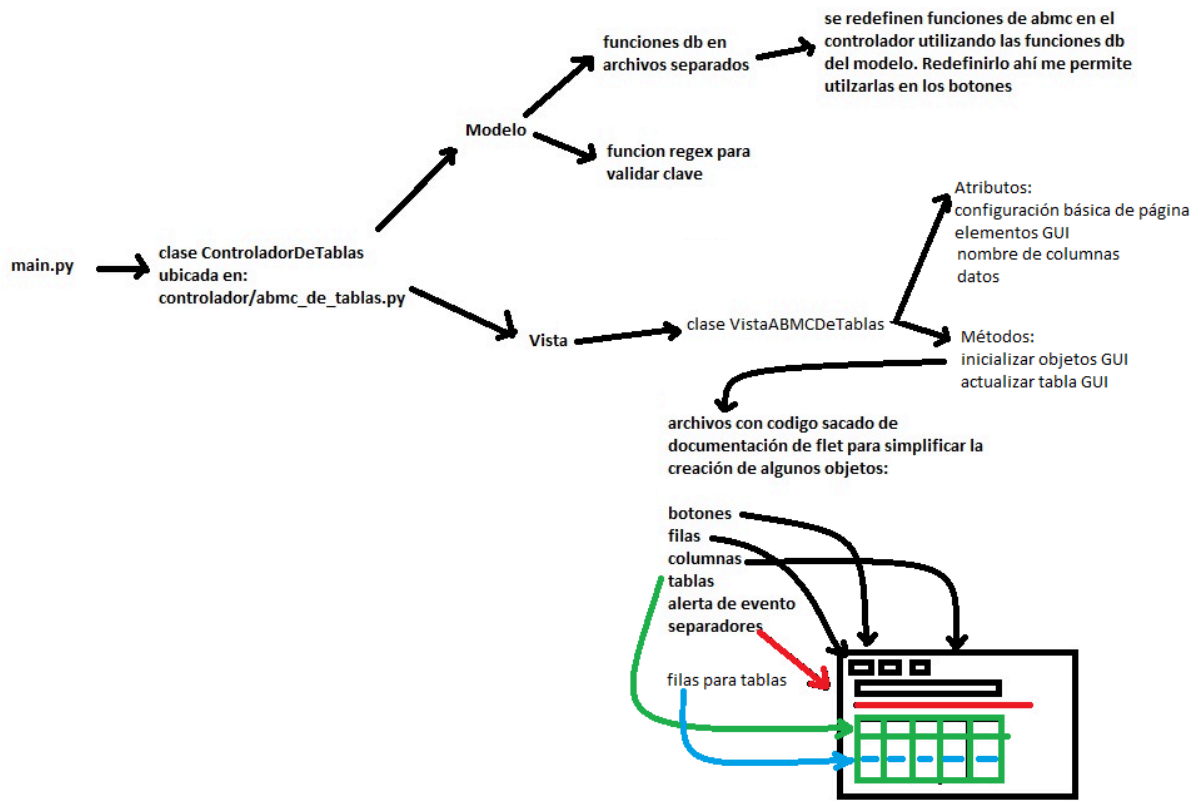 se redefinen funciones de abmc en el
controlador utilizando las funciones db
del modelo. Redefinirlo ahí me permite
utilzarlas en los botones
funciones db en
archivos separados
Modelo
funcion regex para
validar clave
Atributos:
configuración básica de página
elementos GUI
nombre de columnas
datos
main.py
clase ControladorDeTablas
ubicada en:
controlador/abmc_de_tablas.py
clase VistaABMCDeTablas
Vista
Métodos:
inicializar objetos GUI
actualizar tabla GUI
archivos con codigo sacado de
documentación de flet para simplificar la
creación de algunos objetos:
botones
filas
columnas
tablas
alerta de evento
separadores
filas para tablas